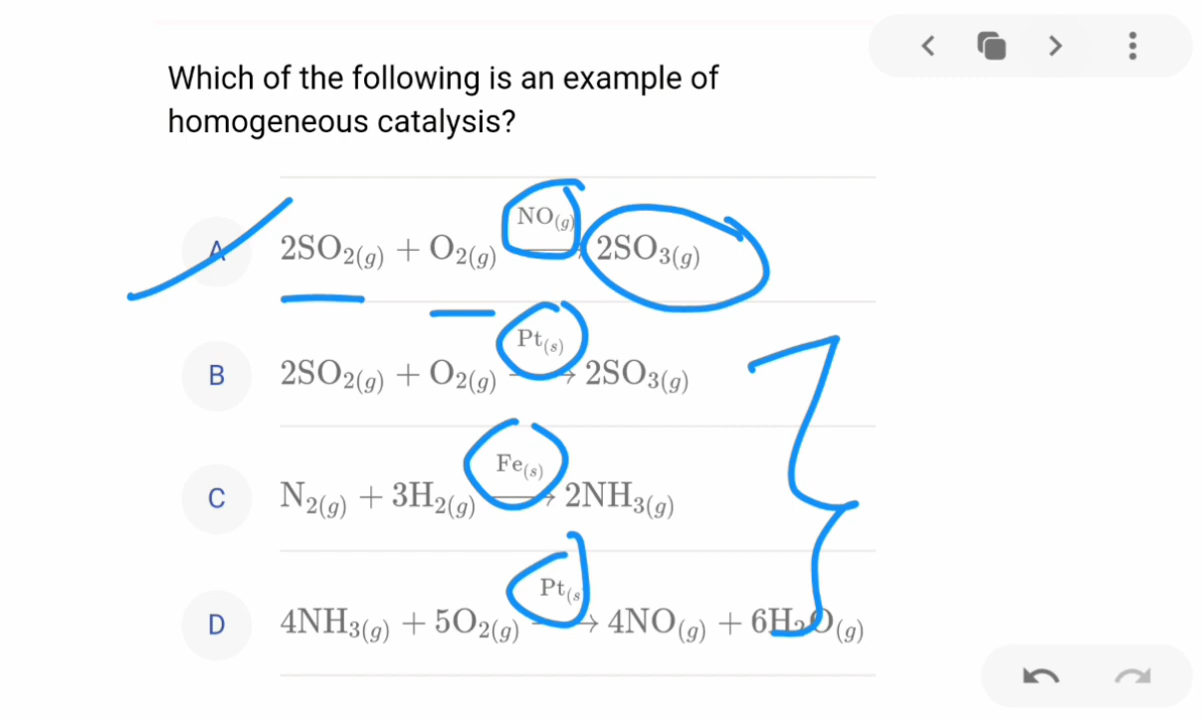 Which of the following is an example of
homogeneous catalysis?
A 2SO₂(g) + O₂(g) NO(g) → 2SO₃(g)
B 2SO₂(g) + O₂(g) Pt(s) → 2SO₃(g)
C N₂(g) + 3H₂(g) Fe(s) → 2NH₃(g)
D 4NH₃(g) + 5O₂(g) Pt(s → 4NO(g) + 6H₂O(g)